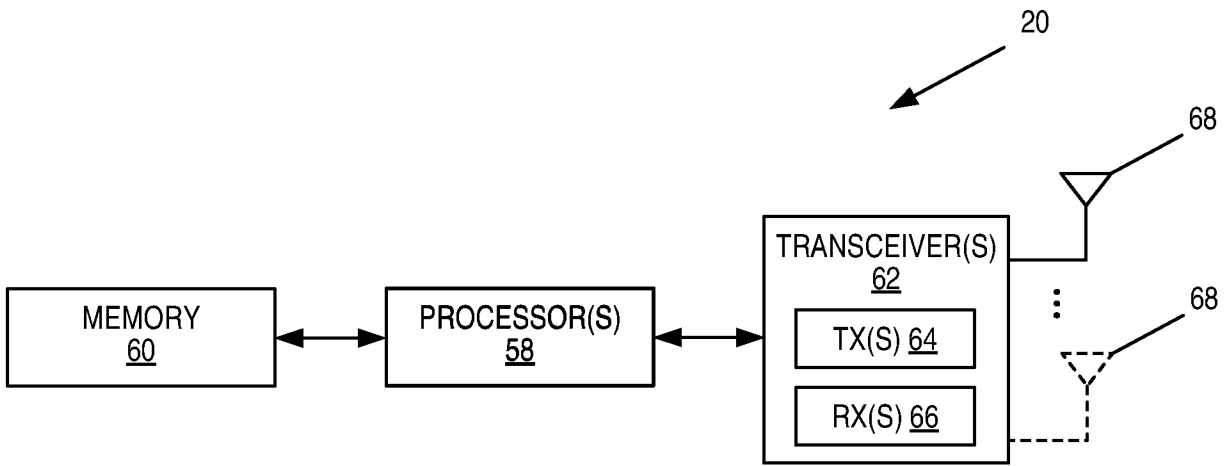 20
68
TRANSCEIVER(S)
62
MEMORY
60
PROCESSOR(S)
58
68
TX(S) 64
RX(S) 66